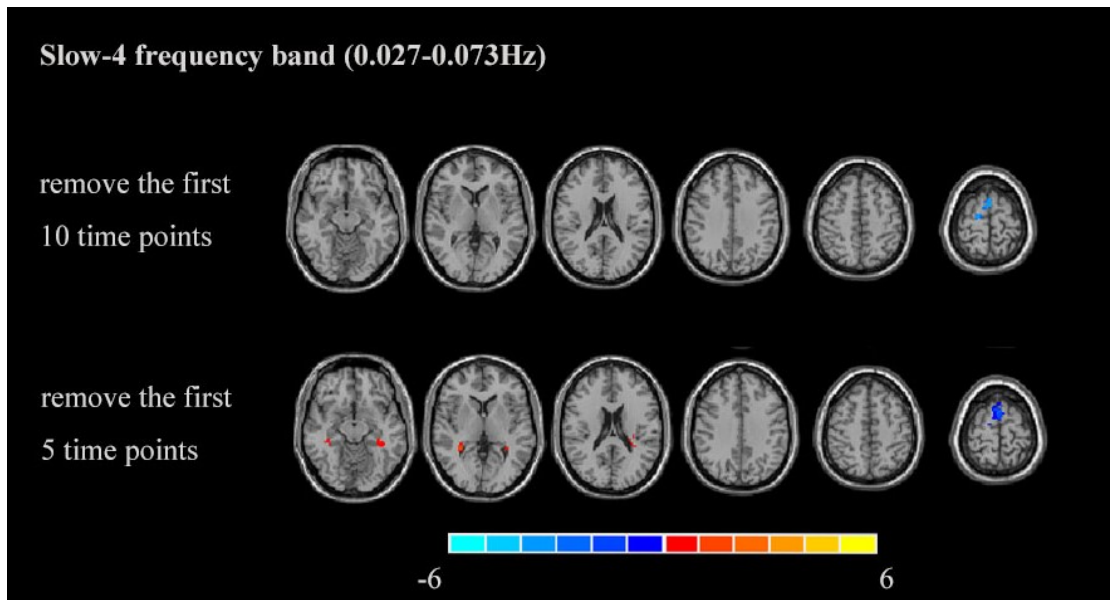 Slow-4 frequency band (0.027-0.073Hz)
remove the first
10 time points
remove the first
5 time points
-6
6